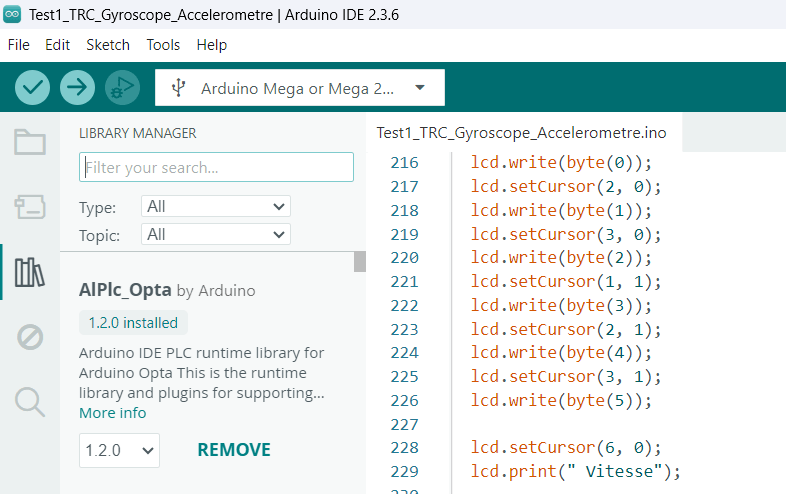 Test1_TRC_Gyroscope_Accelerometre | Arduino IDE 2.3.6
File Edit Sketch Tools Help
Arduino Mega or Mega 2...
LIBRARY MANAGER
Filter your search...
Type: All
Topic: All
AlPlc_Opta by Arduino
1.2.0 installed
Arduino IDE PLC runtime library for
Arduino Opta This is the runtime
library and plugins for supporting...
More info
1.2.0 REMOVE
Test1_TRC_Gyroscope_Accelerometre.ino
216 lcd.write(byte(0));
217 lcd.setCursor(2, 0);
218 lcd.write(byte(1));
219 lcd.setCursor(3, 0);
220 lcd.write(byte(2));
221 lcd.setCursor(1, 1);
222 lcd.write(byte(3));
223 lcd.setCursor(2, 1);
224 lcd.write(byte(4));
225 lcd.setCursor(3, 1);
226 lcd.write(byte(5));
227
228 lcd.setCursor(6, 0);
229 lcd.print(" Vitesse");